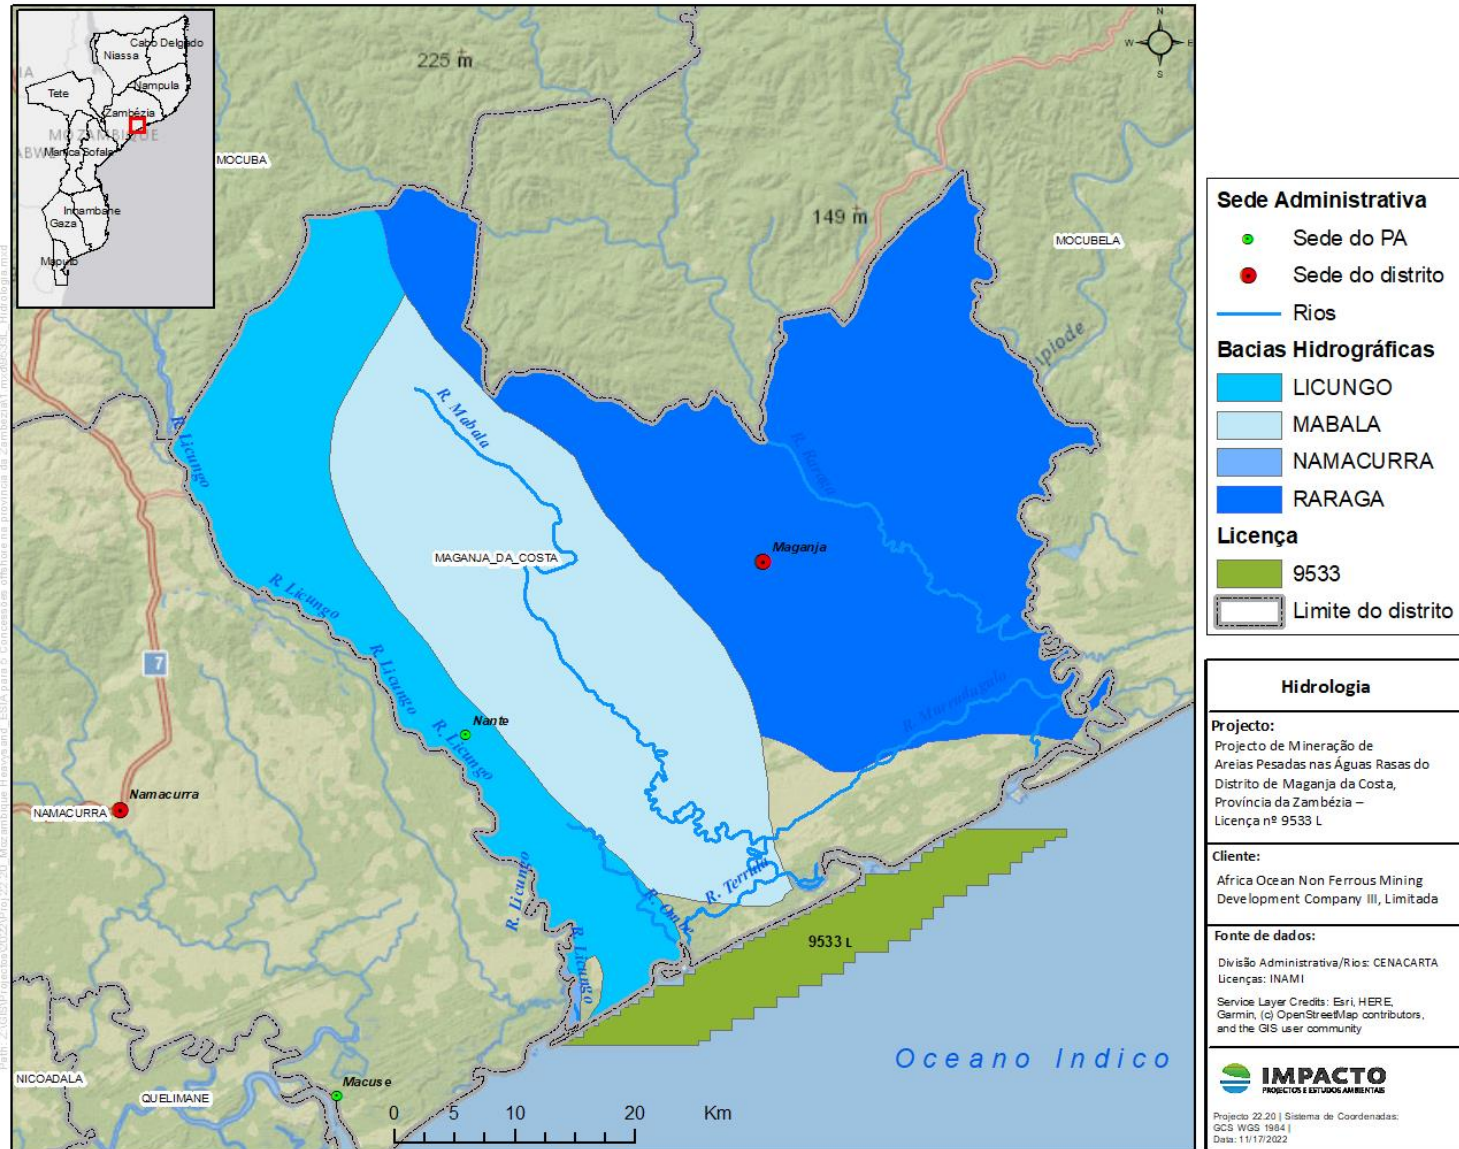 Cabo Delgado
Niassa
Nampula
Tete
Zambézia
MOZAMBIQUE
Manica
Sofala
Inhambane
Gaza
Maputo
225 m
MOCUBA
149 m
MOCUBELA
N
W
E
S
R. Mabala
R. Licungo
R. Raraga
MAGANJA_DA_COSTA
Maganja
R. Licungo
7
R. Licungo
Nante
R. Licungo
Namacurra
NAMACURRA
R. Licungo
R. Licungo
9533 L
Oceano Indico
NICOADALA
QUELIMANE
Macuse
0 5 10 20 Km
Sede Administrativa
Sede do PA
Sede do distrito
Rios
Bacias Hidrográficas
LICUNGO
MABALA
NAMACURRA
RARAGA
Licença
9533
Limite do distrito
Hidrologia
Projecto:
Projecto de Mineração de
Areias Pesadas nas Águas Rasas do
Distrito de Maganja da Costa,
Província da Zambézia –
Licença nº 9533 L
Cliente:
Africa Ocean Non Ferrous Mining
Development Company III, Limitada
Fonte de dados:
Divisão Administrativa/Rios: CENACARTA
Licenças: INAMI
Service Layer Credits: Esri, HERE,
Garmin, (c) OpenStreetMap contributors,
and the GIS user community
IMPACTO
PROJECTOS E ESTUDOS AMBIENTAIS
Projecto 22.20 | Sistema de Coordenadas:
GCS WGS 1984 |
Data: 11/17/2022